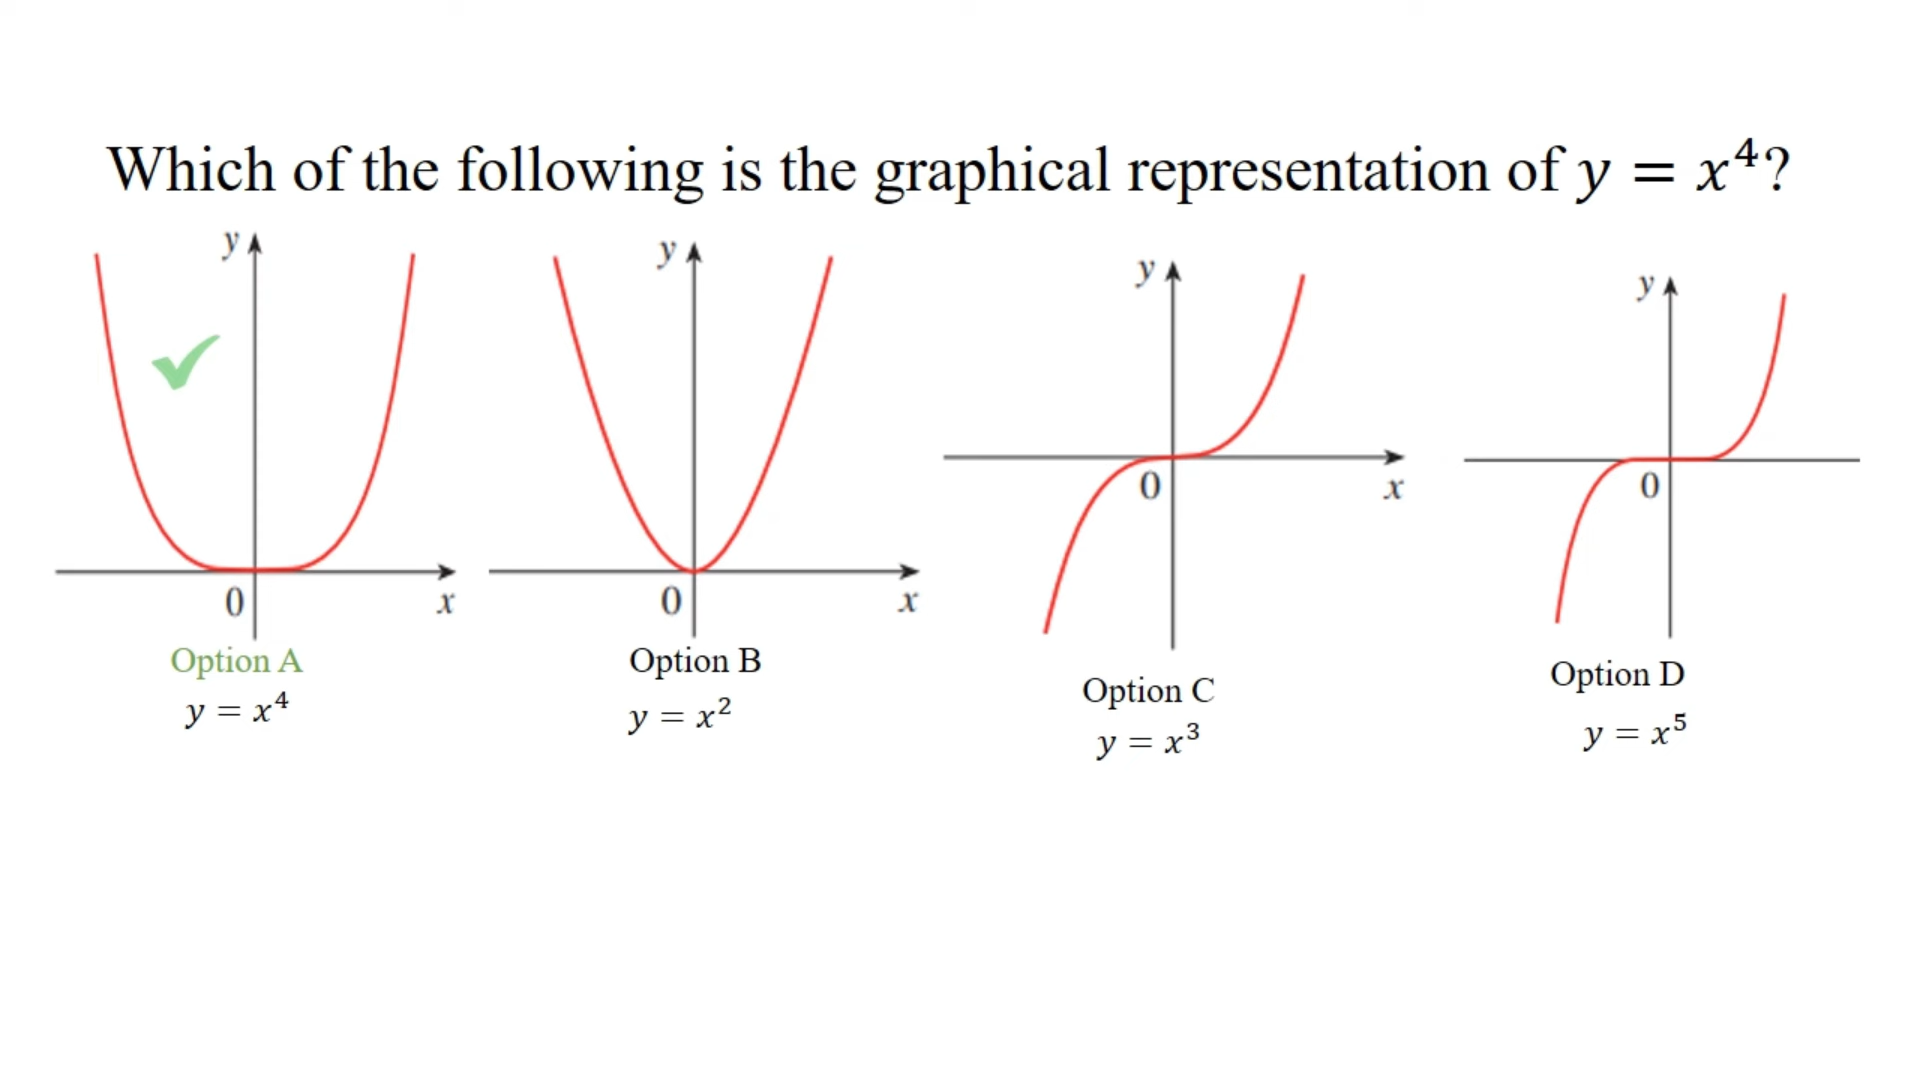 Which of the following is the graphical representation of y = x⁴?
y
y
y
y
0
x
0
x
0
x
0
Option A
y = x⁴
Option B
y = x²
Option C
y = x³
Option D
y = x⁵